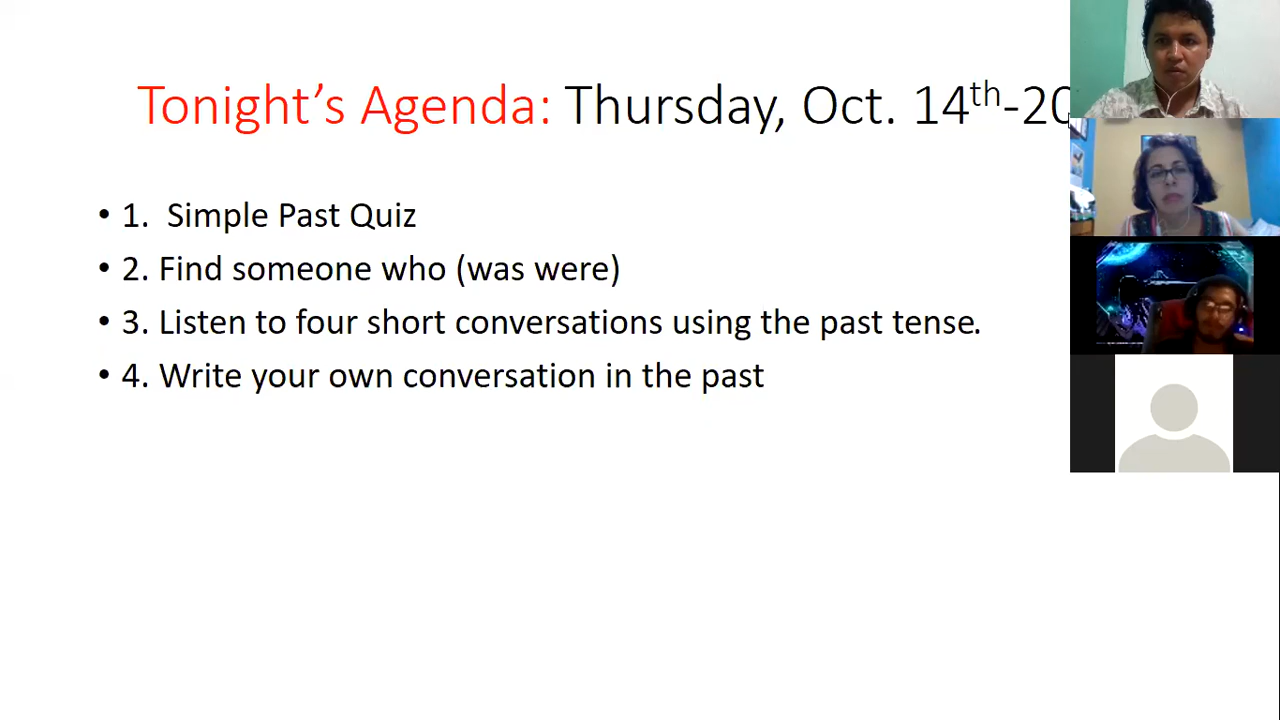 Tonight's Agenda: Thursday, Oct. 14th-20
• 1.  Simple Past Quiz
• 2. Find someone who (was were)
• 3. Listen to four short conversations using the past tense.
• 4. Write your own conversation in the past